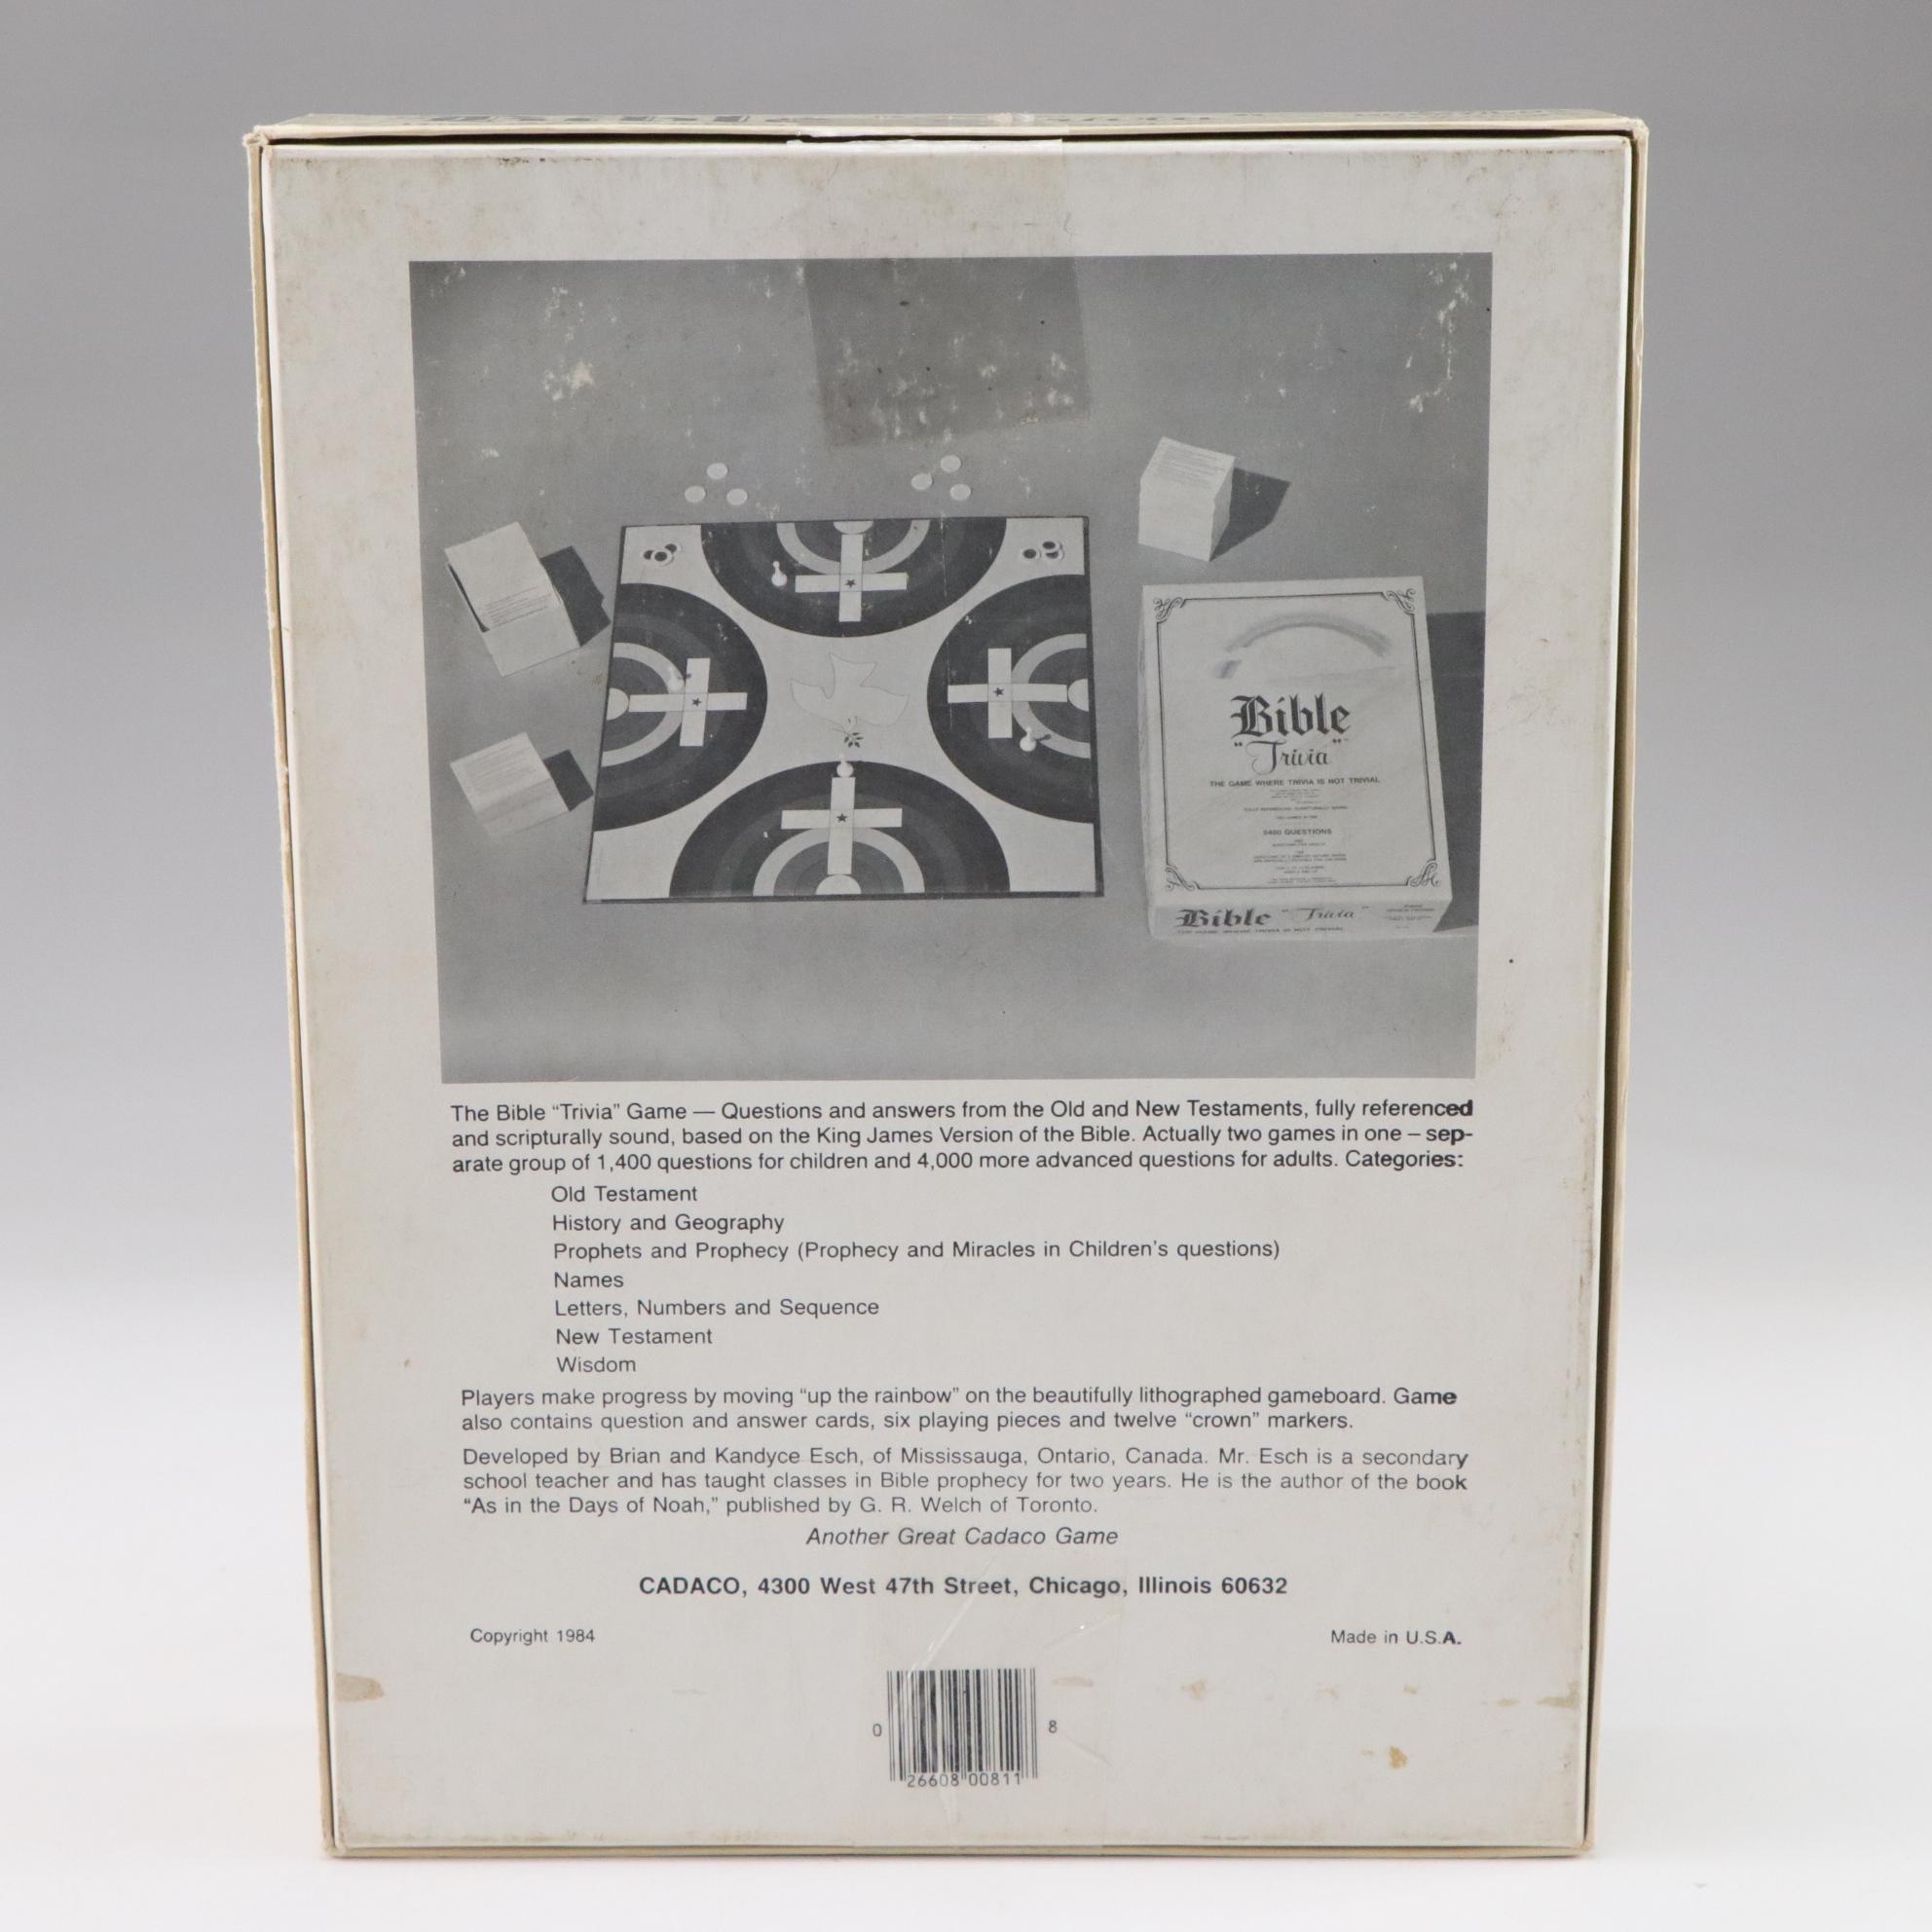 Bible
"Trivia"
THE GAME WHERE TRIVIA IS NOT TRIVIAL
5400 QUESTIONS
Bible "Trivia"
THE GAME WHERE TRIVIA IS NOT TRIVIAL
The Bible “Trivia” Game — Questions and answers from the Old and New Testaments, fully referenced
and scripturally sound, based on the King James Version of the Bible. Actually two games in one – sep-
arate group of 1,400 questions for children and 4,000 more advanced questions for adults. Categories:
Old Testament
History and Geography
Prophets and Prophecy (Prophecy and Miracles in Children's questions)
Names
Letters, Numbers and Sequence
New Testament
Wisdom
Players make progress by moving “up the rainbow” on the beautifully lithographed gameboard. Game
also contains question and answer cards, six playing pieces and twelve “crown” markers.
Developed by Brian and Kandyce Esch, of Mississauga, Ontario, Canada. Mr. Esch is a secondary
school teacher and has taught classes in Bible prophecy for two years. He is the author of the book
“As in the Days of Noah,” published by G. R. Welch of Toronto.
Another Great Cadaco Game
CADACO, 4300 West 47th Street, Chicago, Illinois 60632
Copyright 1984 Made in U.S.A.
0 26608 00811 8